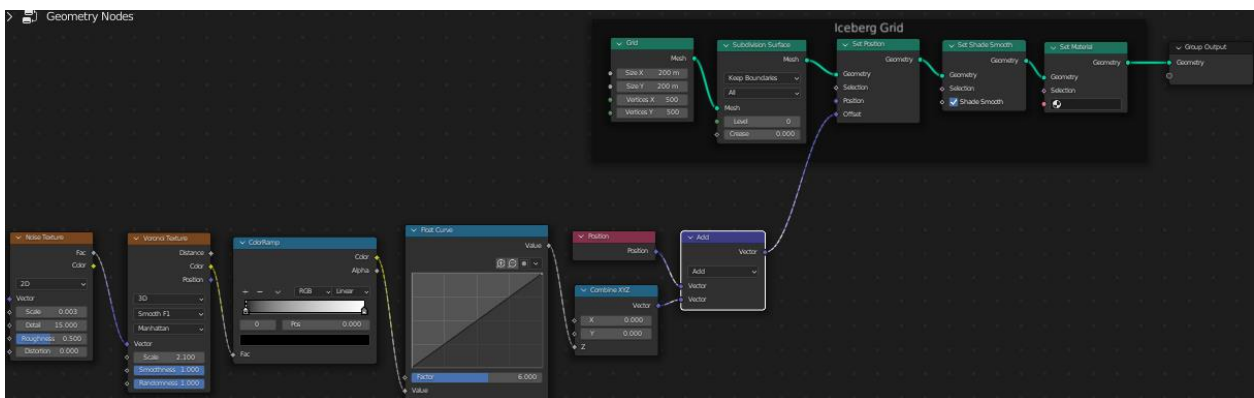 Geometry Nodes
Iceberg Grid
Grid
Mesh
Size X 200 m
Size Y 200 m
Vertices X 500
Vertices Y 500
Subdivision Surface
Mesh
Keep Boundaries
All
Mesh
Level 0
Crease 0.000
Set Position
Geometry
Geometry
Selection
Position
Offset
Set Shade Smooth
Geometry
Geometry
Selection
Shade Smooth
Set Material
Geometry
Geometry
Selection
Group Output
Geometry
Noise Texture
Fac
Color
2D
Vector
Scale 0.003
Detail 15.000
Roughness 0.500
Distortion 0.000
Voronoi Texture
Distance
Color
Position
3D
Smooth F1
Manhattan
Vector
Scale 2.100
Smoothness 1.000
Randomness 1.000
ColorRamp
Color
Alpha
RGB Linear
0 Pos 0.000
Fac
Float Curve
Value
Factor 6.000
Value
Position
Position
Combine XYZ
Vector
X 0.000
Y 0.000
Z
Add
Vector
Add
Vector
Vector